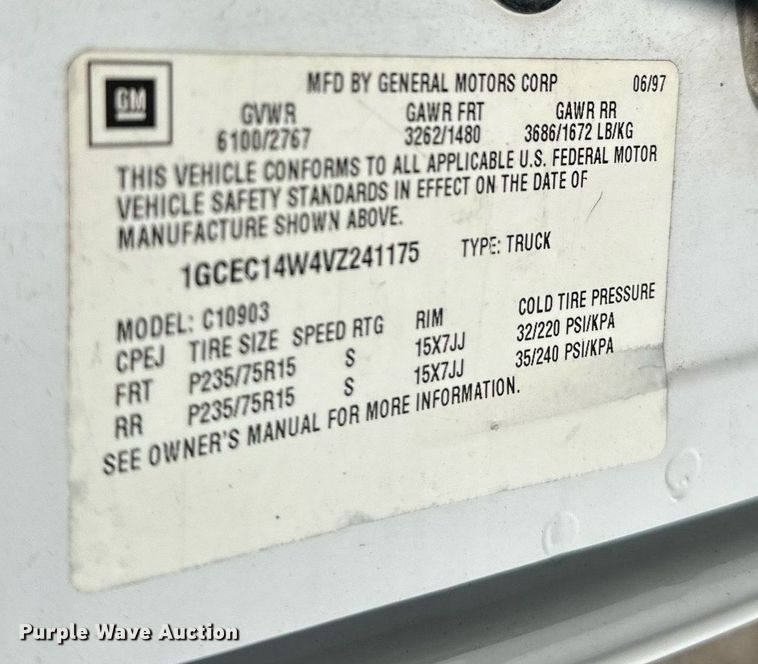 GM
MFD BY GENERAL MOTORS CORP 06/97
GVWR GAWR FRT GAWR RR
6100/2767 3262/1480 3686/1672 LB/KG
THIS VEHICLE CONFORMS TO ALL APPLICABLE U.S. FEDERAL MOTOR
VEHICLE SAFETY STANDARDS IN EFFECT ON THE DATE OF
MANUFACTURE SHOWN ABOVE.
1GCEC14W4VZ241175 TYPE: TRUCK
MODEL: C10903
CPEJ TIRE SIZE SPEED RTG RIM COLD TIRE PRESSURE
FRT P235/75R15 S 15X7JJ 32/220 PSI/KPA
RR P235/75R15 S 15X7JJ 35/240 PSI/KPA
SEE OWNER'S MANUAL FOR MORE INFORMATION.
Purple Wave Auction